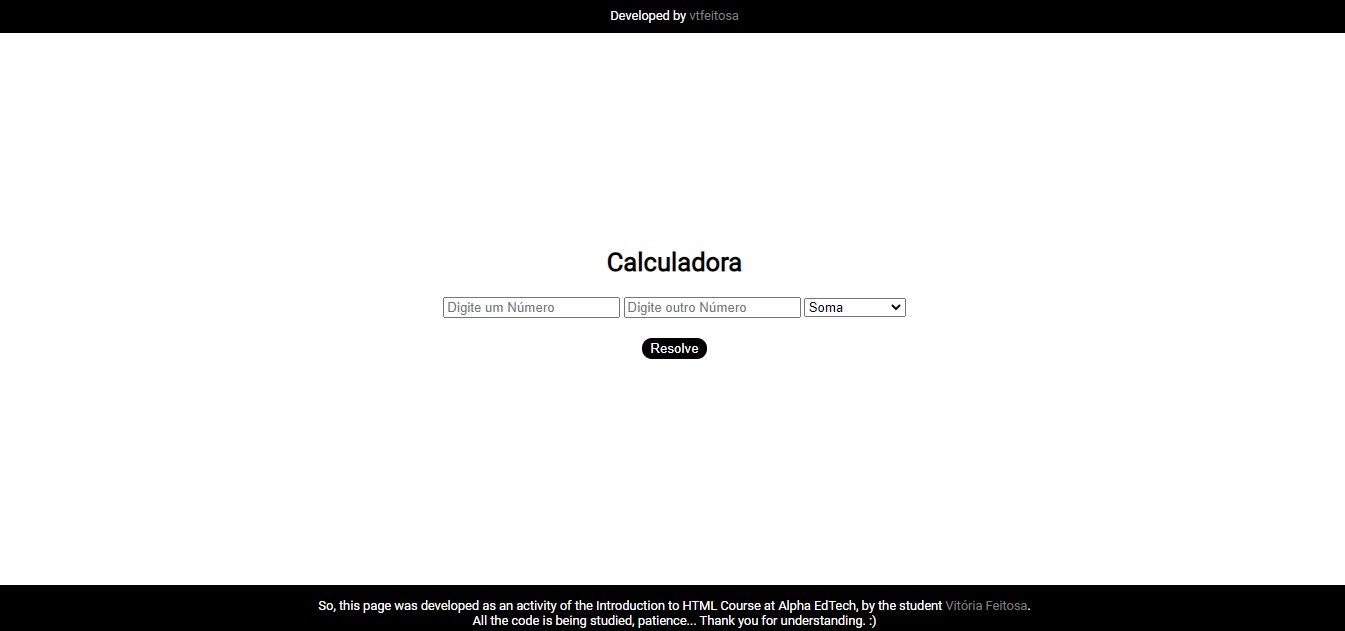 Developed by vtfeitosa
Calculadora
Digite um Número Digite outro Número Soma
Resolve
So, this page was developed as an activity of the Introduction to HTML Course at Alpha EdTech, by the student Vitória Feitosa.
All the code is being studied, patience... Thank you for understanding. :)